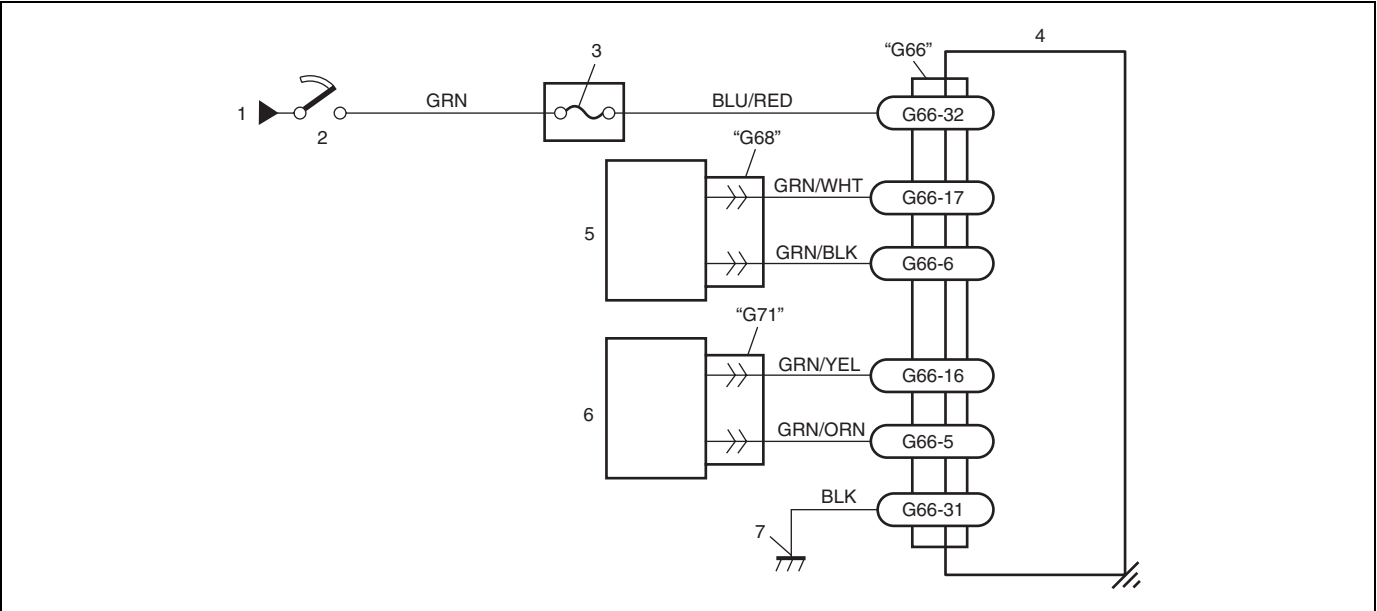 4
“G66”
3
1
GRN
BLU/RED
G66-32
2
“G68”
GRN/WHT
G66-17
5
GRN/BLK
G66-6
“G71”
GRN/YEL
G66-16
6
GRN/ORN
G66-5
BLK
G66-31
7